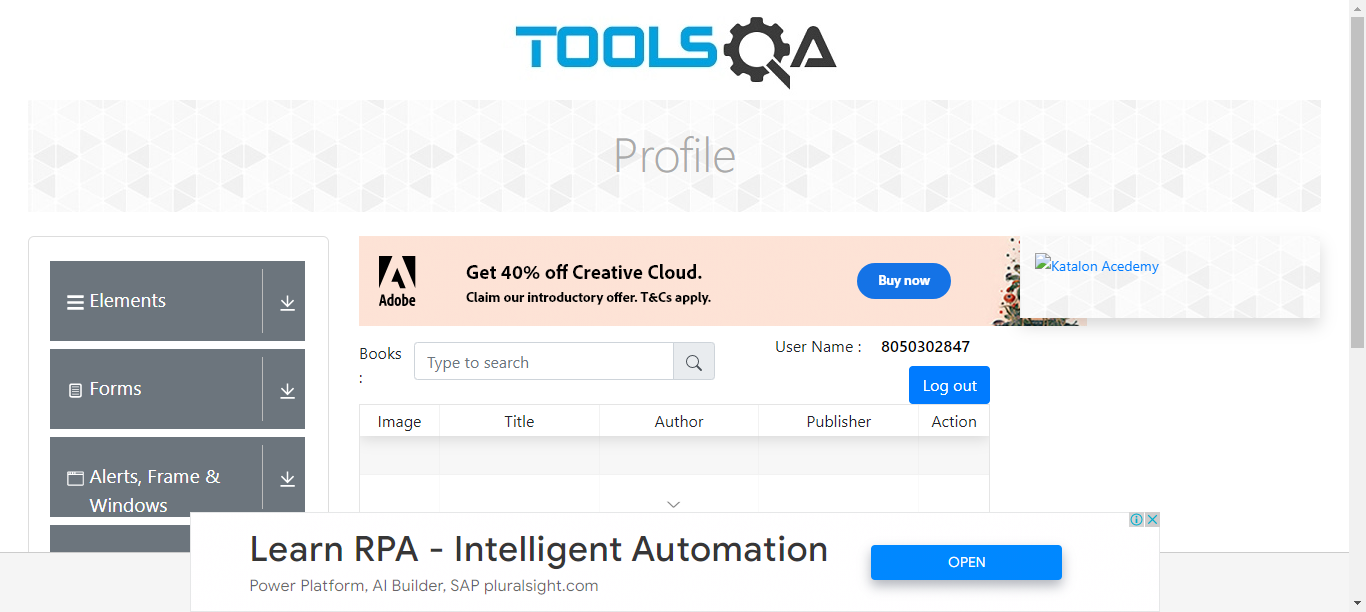 TOOLSQA
Profile
Elements
Forms
Alerts, Frame &
Windows
Adobe
Get 40% off Creative Cloud.
Claim our introductory offer. T&Cs apply.
Buy now
Katalon Acedemy
Books
:
Type to search
User Name :
8050302847
Log out
Image Title Author Publisher Action
Learn RPA - Intelligent Automation
Power Platform, AI Builder, SAP pluralsight.com
OPEN